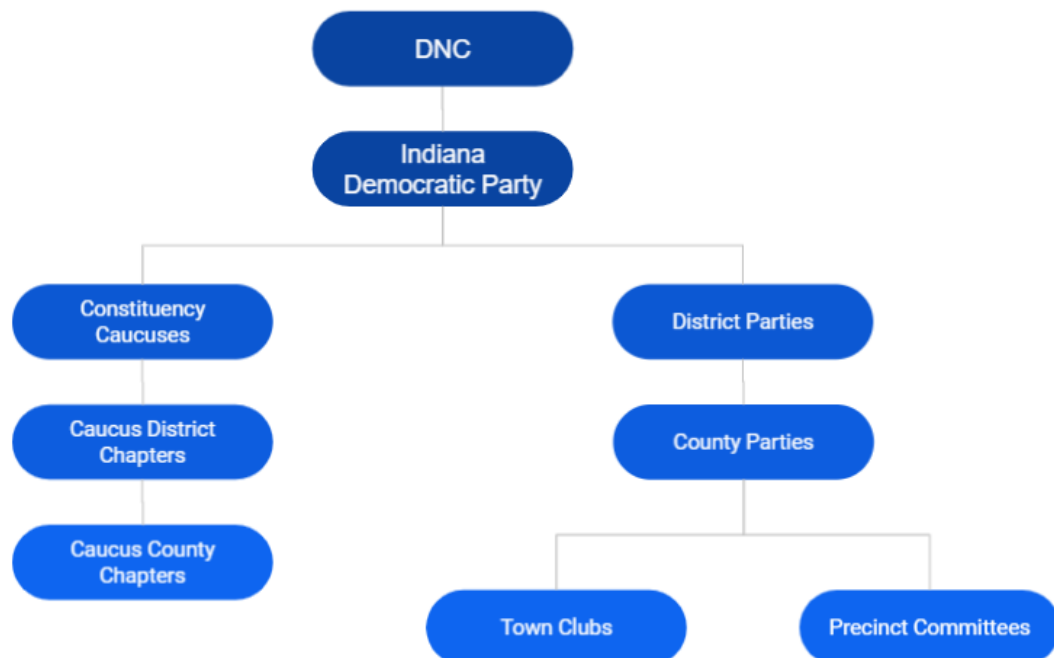 DNC
Indiana
Democratic Party
Constituency
Caucuses
District Parties
Caucus District
Chapters
County Parties
Caucus County
Chapters
Town Clubs
Precinct Committees